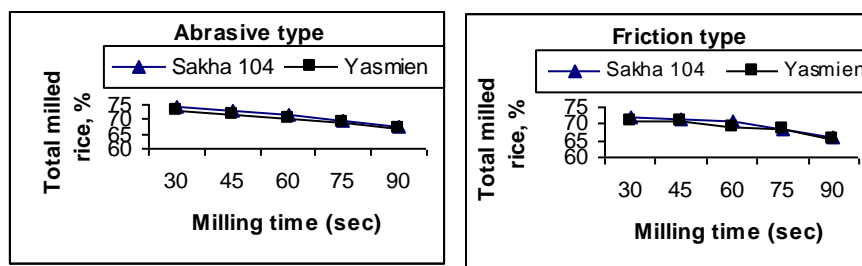 Abrasive type
Sakha 104 Yasmien
Total milled
rice, %
75
70
65
60
30 45 60 75 90
Milling time (sec)
Friction type
Sakha 104 Yasmien
Total milled
rice, %
75
70
65
60
30 45 60 75 90
Milling time (sec)